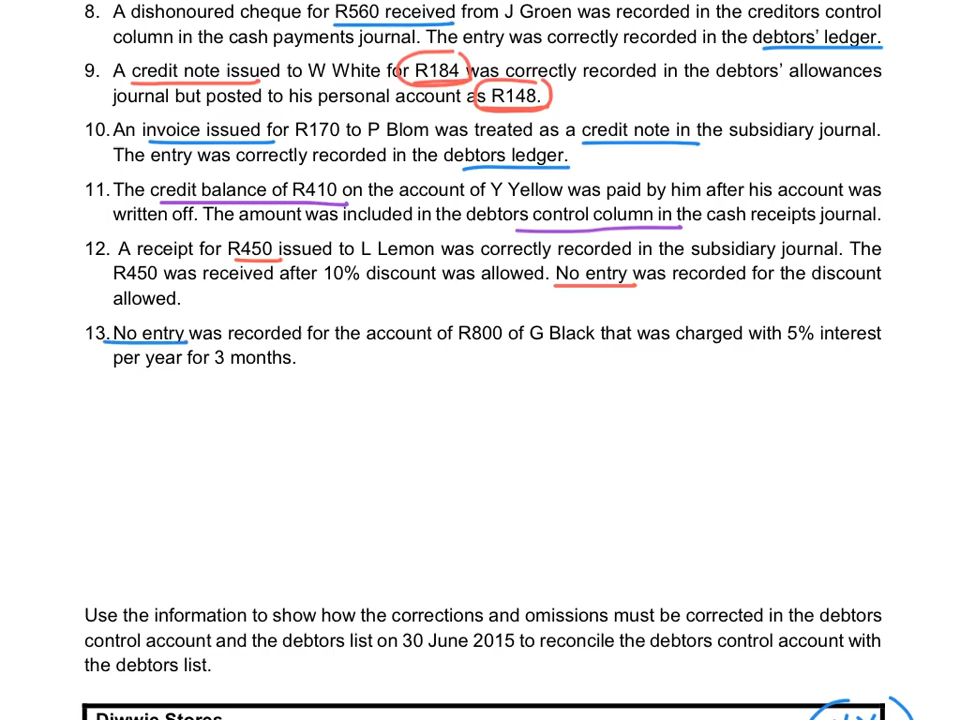 8. A dishonoured cheque for R560 received from J Groen was recorded in the creditors control
column in the cash payments journal. The entry was correctly recorded in the debtors' ledger.
9. A credit note issued to W White for R184 was correctly recorded in the debtors' allowances
journal but posted to his personal account as R148.
10. An invoice issued for R170 to P Blom was treated as a credit note in the subsidiary journal.
The entry was correctly recorded in the debtors ledger.
11. The credit balance of R410 on the account of Y Yellow was paid by him after his account was
written off. The amount was included in the debtors control column in the cash receipts journal.
12. A receipt for R450 issued to L Lemon was correctly recorded in the subsidiary journal. The
R450 was received after 10% discount was allowed. No entry was recorded for the discount
allowed.
13. No entry was recorded for the account of R800 of G Black that was charged with 5% interest
per year for 3 months.
Use the information to show how the corrections and omissions must be corrected in the debtors
control account and the debtors list on 30 June 2015 to reconcile the debtors control account with
the debtors list.